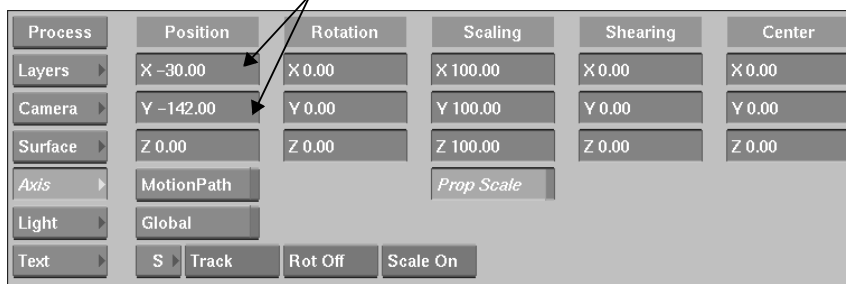 Process Position Rotation Scaling Shearing Center
Layers X −30.00 X 0.00 X 100.00 X 0.00 X 0.00
Camera Y −142.00 Y 0.00 Y 100.00 Y 0.00 Y 0.00
Surface Z 0.00 Z 0.00 Z 100.00 Z 0.00 Z 0.00
Axis MotionPath Prop Scale
Light Global
Text S Track Rot Off Scale On